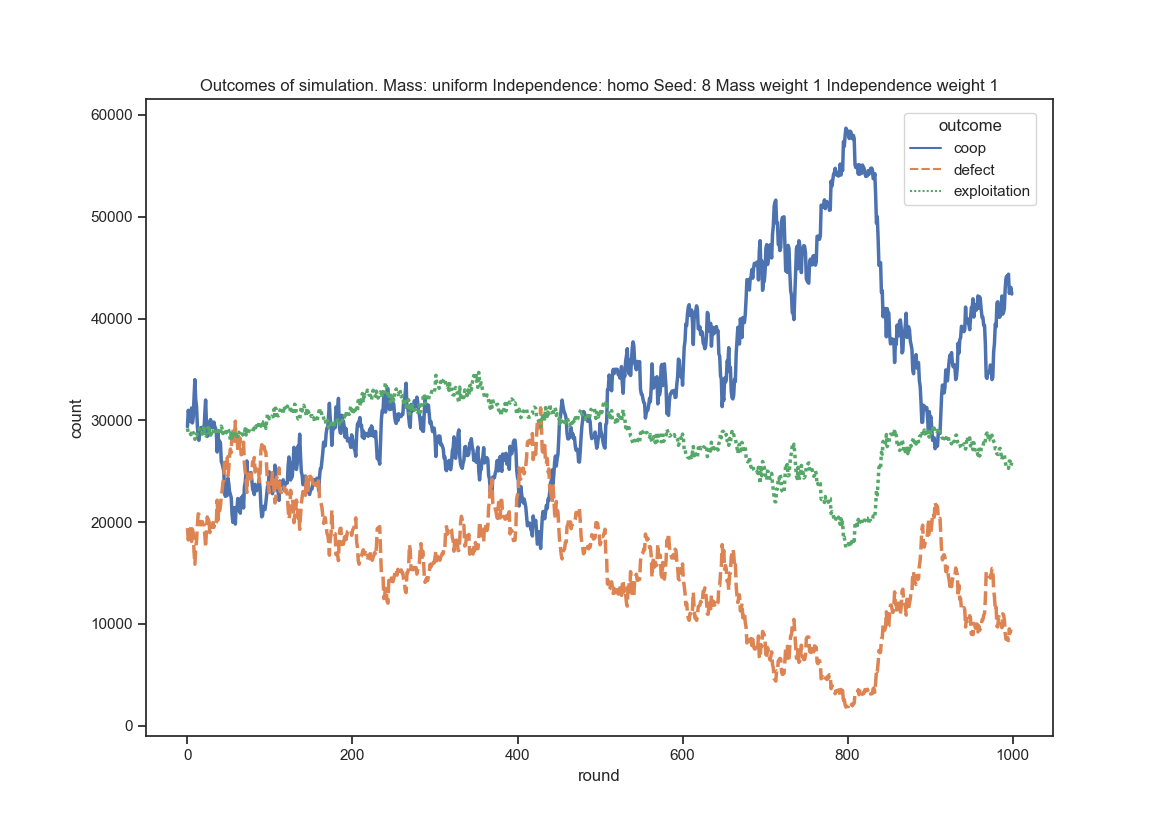 Outcomes of simulation. Mass: uniform Independence: homo Seed: 8 Mass weight 1 Independence weight 1
60000
50000
40000
30000
20000
10000
0
count
outcome
coop
defect
exploitation
0 200 400 600 800 1000
round